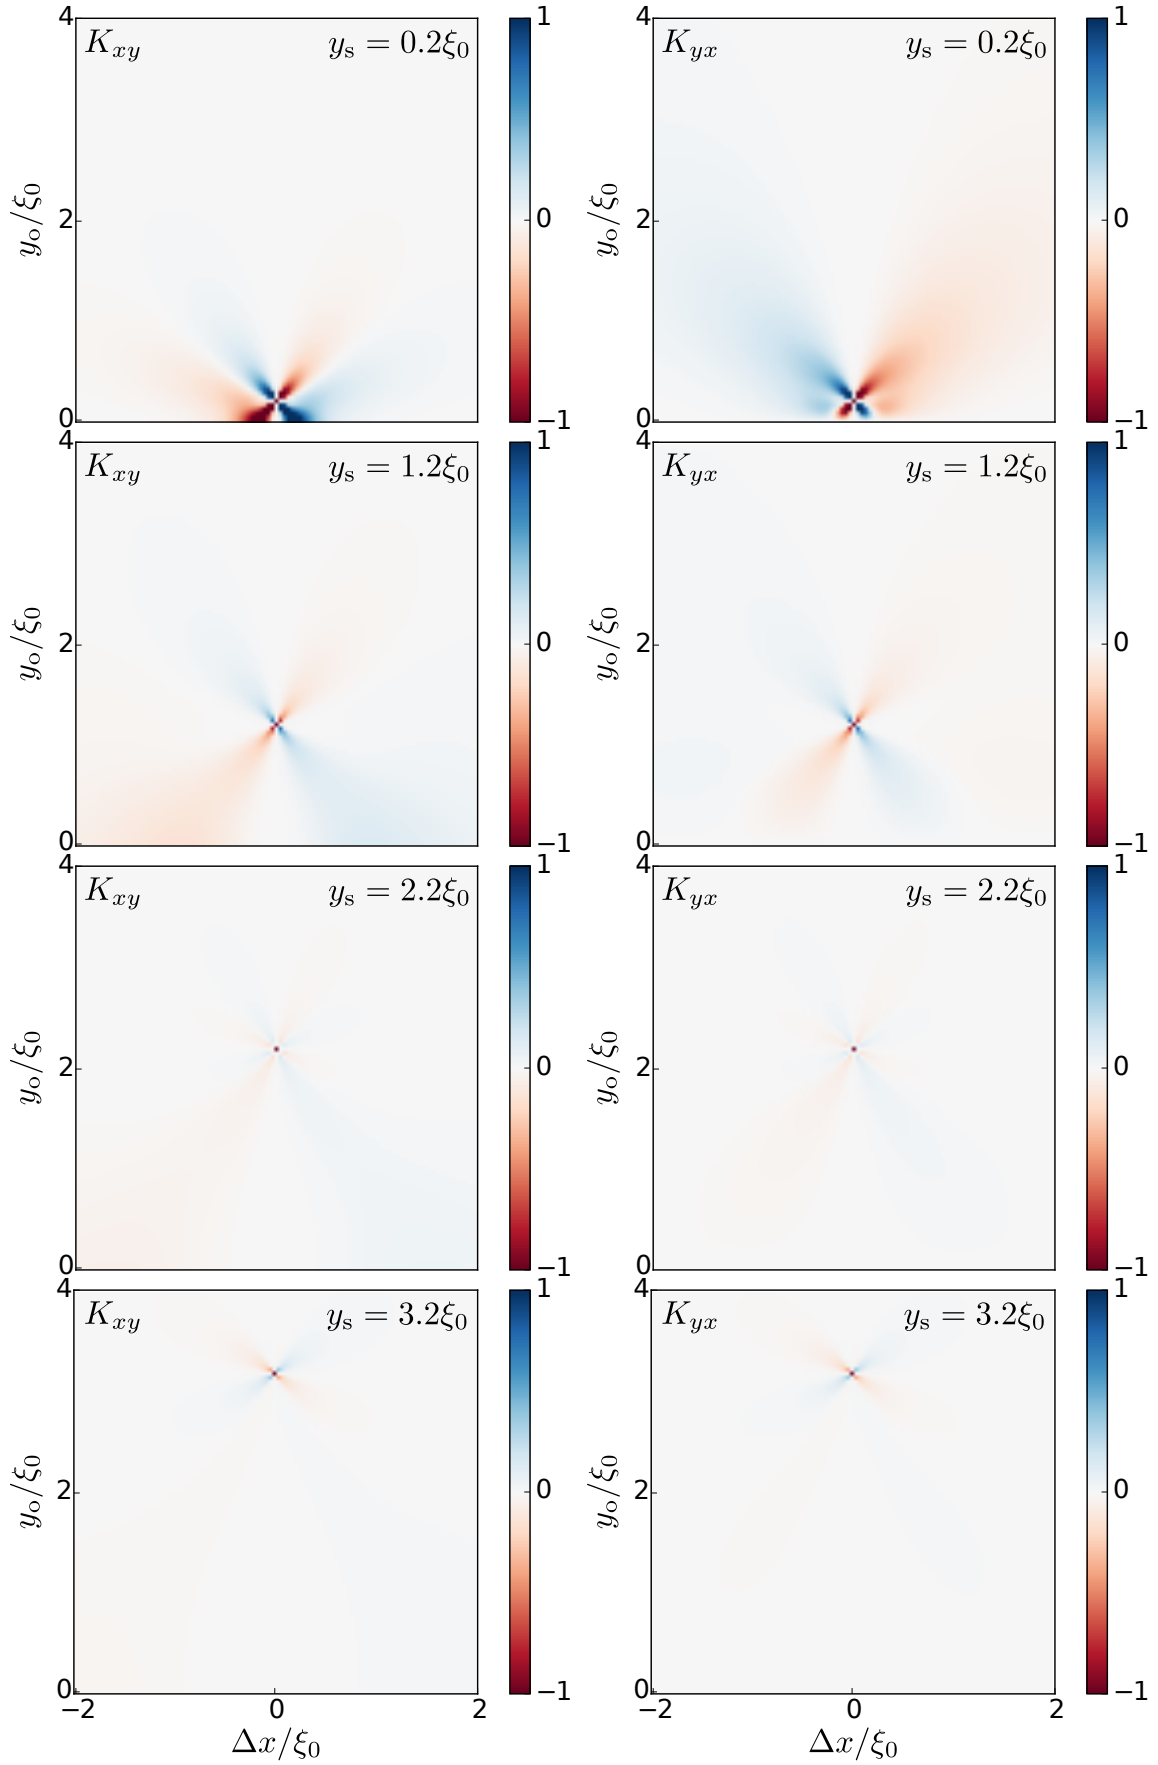 4 K_{xy} y_s = 0.2ξ_0 1 K_{yx} y_s = 0.2ξ_0 1
y_o/ξ_0 2 0 y_o/ξ_0 0
0 −1 −1
4 K_{xy} y_s = 1.2ξ_0 1 4 K_{yx} y_s = 1.2ξ_0 1
y_o/ξ_0 2 0 y_o/ξ_0 2 0
0 −1 0 −1
4 K_{xy} y_s = 2.2ξ_0 1 4 K_{yx} y_s = 2.2ξ_0 1
y_o/ξ_0 2 0 y_o/ξ_0 2 0
0 −1 0 −1
4 K_{xy} y_s = 3.2ξ_0 1 4 K_{yx} y_s = 3.2ξ_0 1
y_o/ξ_0 2 0 y_o/ξ_0 2 0
0 −1 0 −1
−2 0 2 −2 0 2
Δx/ξ_0 Δx/ξ_0